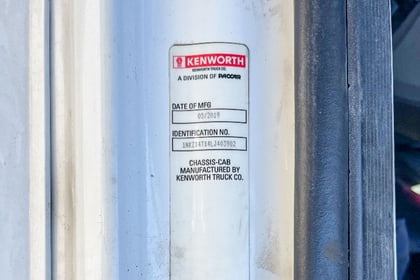 KENWORTH
KENWORTH TRUCK CO.
A DIVISION OF PACCAR
DATE OF MFG
03/2019
IDENTIFICATION NO.
CHASSIS-CAB
MANUFACTURED BY
KENWORTH TRUCK CO.